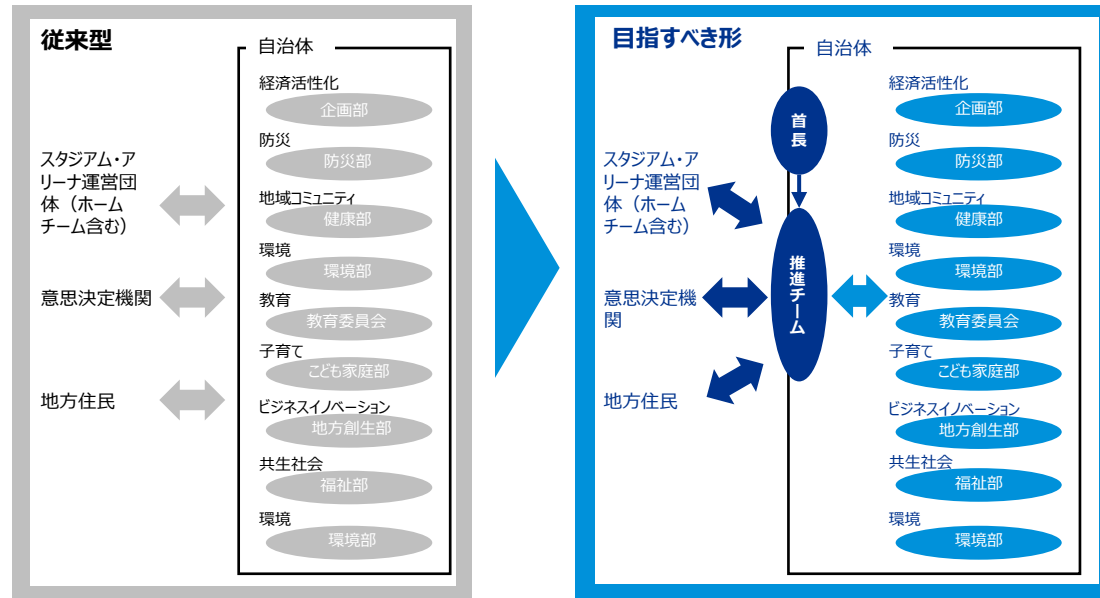 従来型
自治体
スタジアム・ア
リーナ運営団
体（ホーム
チーム含む）
意思決定機関
地方住民
経済活性化
企画部
防災
防災部
地域コミュニティ
健康部
環境
環境部
教育
教育委員会
子育て
こども家庭部
ビジネスイノベーション
地方創生部
共生社会
福祉部
環境
環境部
目指すべき形
自治体
スタジアム・ア
リーナ運営団
体（ホーム
チーム含む）
意思決定機
関
地方住民
首長
推進チーム
経済活性化
企画部
防災
防災部
地域コミュニティ
健康部
環境
環境部
教育
教育委員会
子育て
こども家庭部
ビジネスイノベーション
地方創生部
共生社会
福祉部
環境
環境部